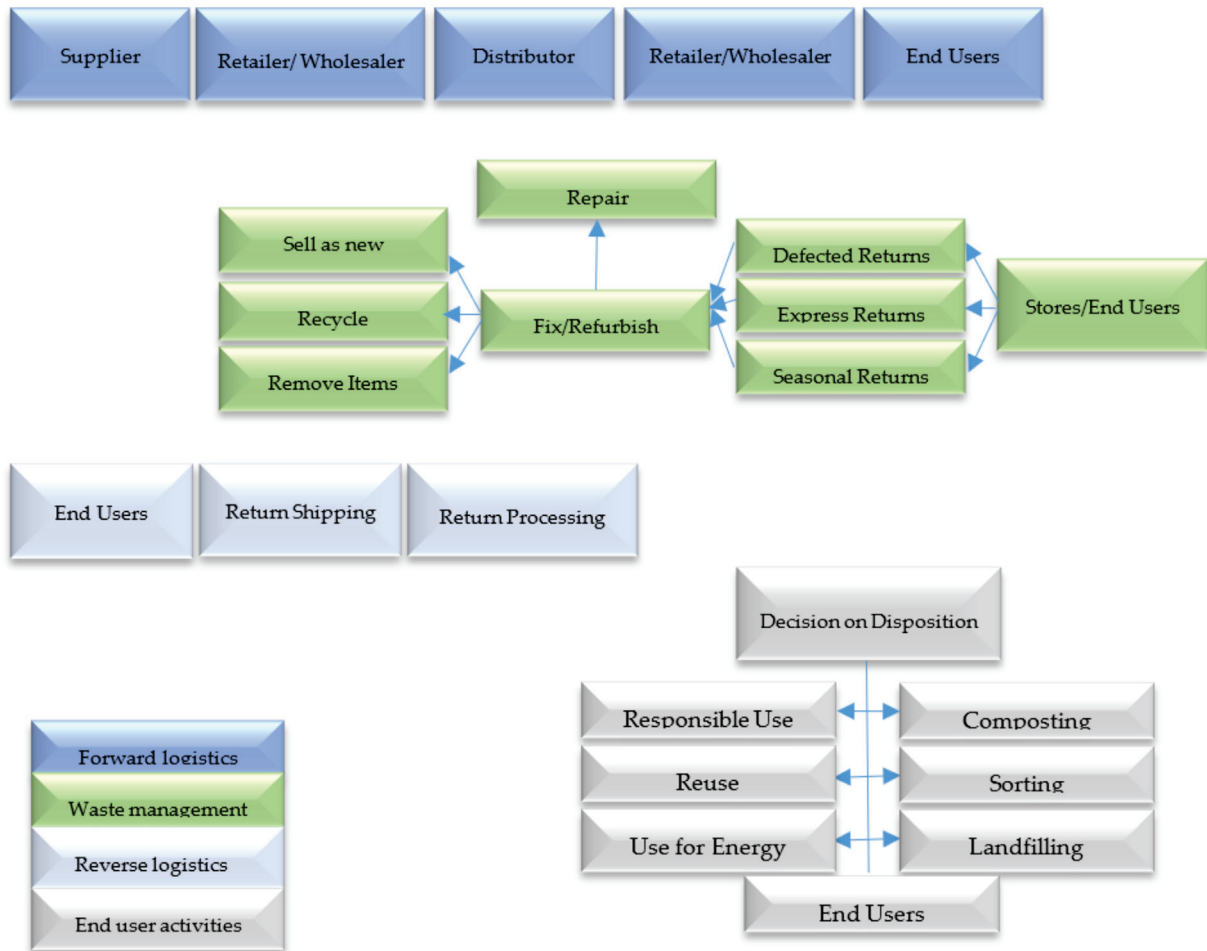 Supplier
Retailer/ Wholesaler
Distributor
Retailer/Wholesaler
End Users
Repair
Sell as new
Defected Returns
Recycle
Fix/Refurbish
Express Returns
Stores/End Users
Remove Items
Seasonal Returns
End Users
Return Shipping
Return Processing
Decision on Disposition
Responsible Use
Composting
Reuse
Sorting
Use for Energy
Landfilling
End Users
Forward logistics
Waste management
Reverse logistics
End user activities